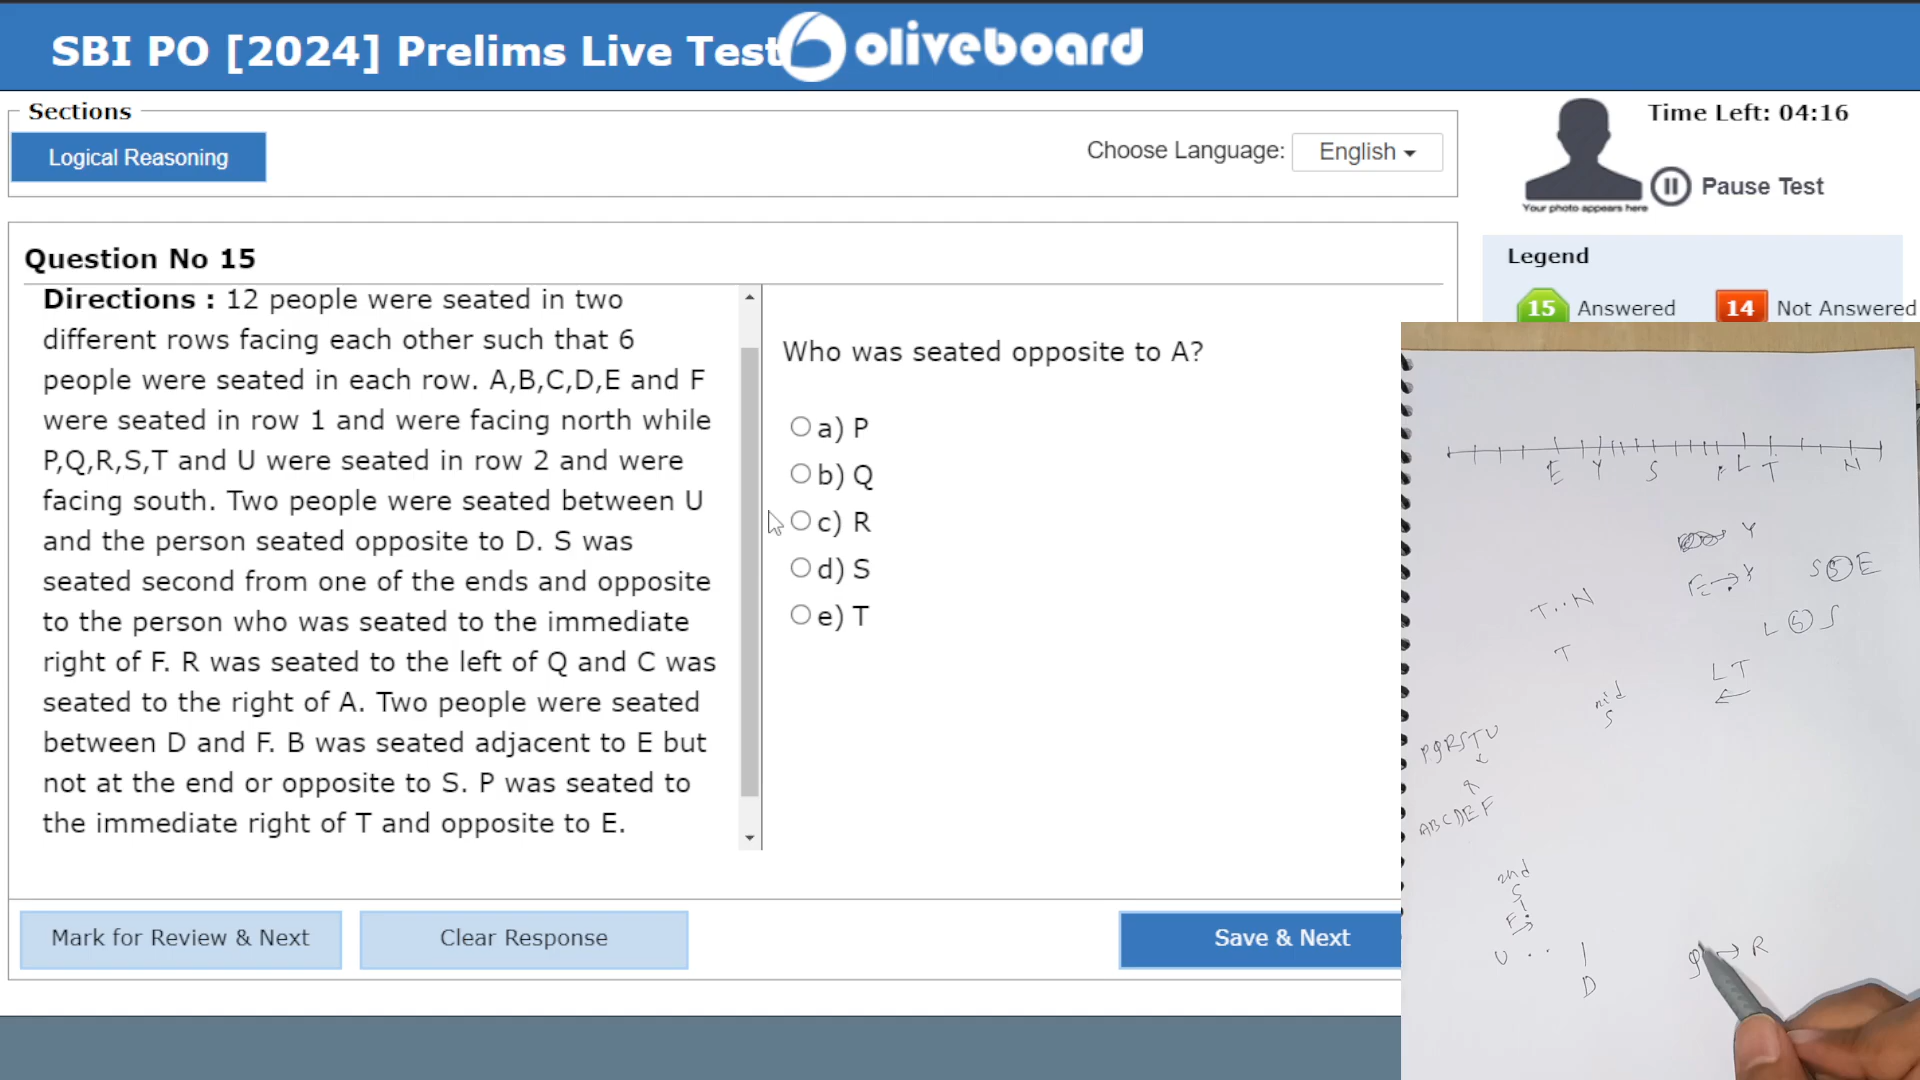 SBI PO [2024] Prelims Live Test
oliveboard
Sections
Logical Reasoning
Choose Language:
English
Your photo appears here
Time Left: 04:16
Pause Test
Question No 15
Directions : 12 people were seated in two
different rows facing each other such that 6
people were seated in each row. A,B,C,D,E and F
were seated in row 1 and were facing north while
P,Q,R,S,T and U were seated in row 2 and were
facing south. Two people were seated between U
and the person seated opposite to D. S was
seated second from one of the ends and opposite
to the person who was seated to the immediate
right of F. R was seated to the left of Q and C was
seated to the right of A. Two people were seated
between D and F. B was seated adjacent to E but
not at the end or opposite to S. P was seated to
the immediate right of T and opposite to E.
Who was seated opposite to A?
a) P
b) Q
c) R
d) S
e) T
Mark for Review & Next
Clear Response
Save & Next
Legend
15 Answered
14 Not Answered
E Y S F L T N
Y
E → Y
S 5 E
T..N
L 5 S
T
L T
mid
S
PQRSTU
ABCDEF
2nd
S
F
U . .
D
Q → R